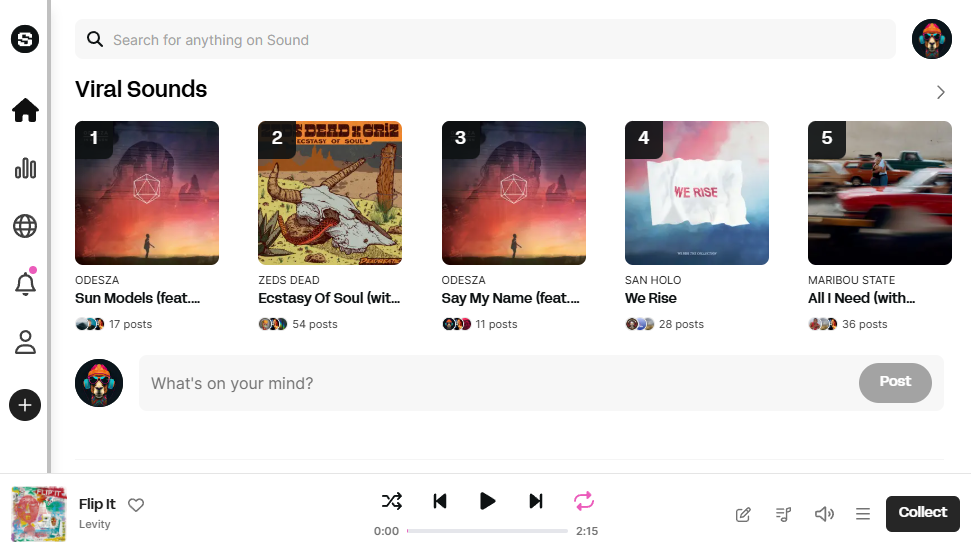 S
Search for anything on Sound
Viral Sounds
1
2
3
4
5
S DEAD X GRiZ
ECSTASY OF SOUL
DEADBEATS
WE RISE
ODESZA
ZEDS DEAD
ODESZA
SAN HOLO
MARIBOU STATE
Sun Models (feat....
Ecstasy Of Soul (wit...
Say My Name (feat....
We Rise
All I Need (with...
17 posts
54 posts
11 posts
28 posts
36 posts
What's on your mind?
Post
FLIP IT
Flip It
Levity
0:00
2:15
Collect